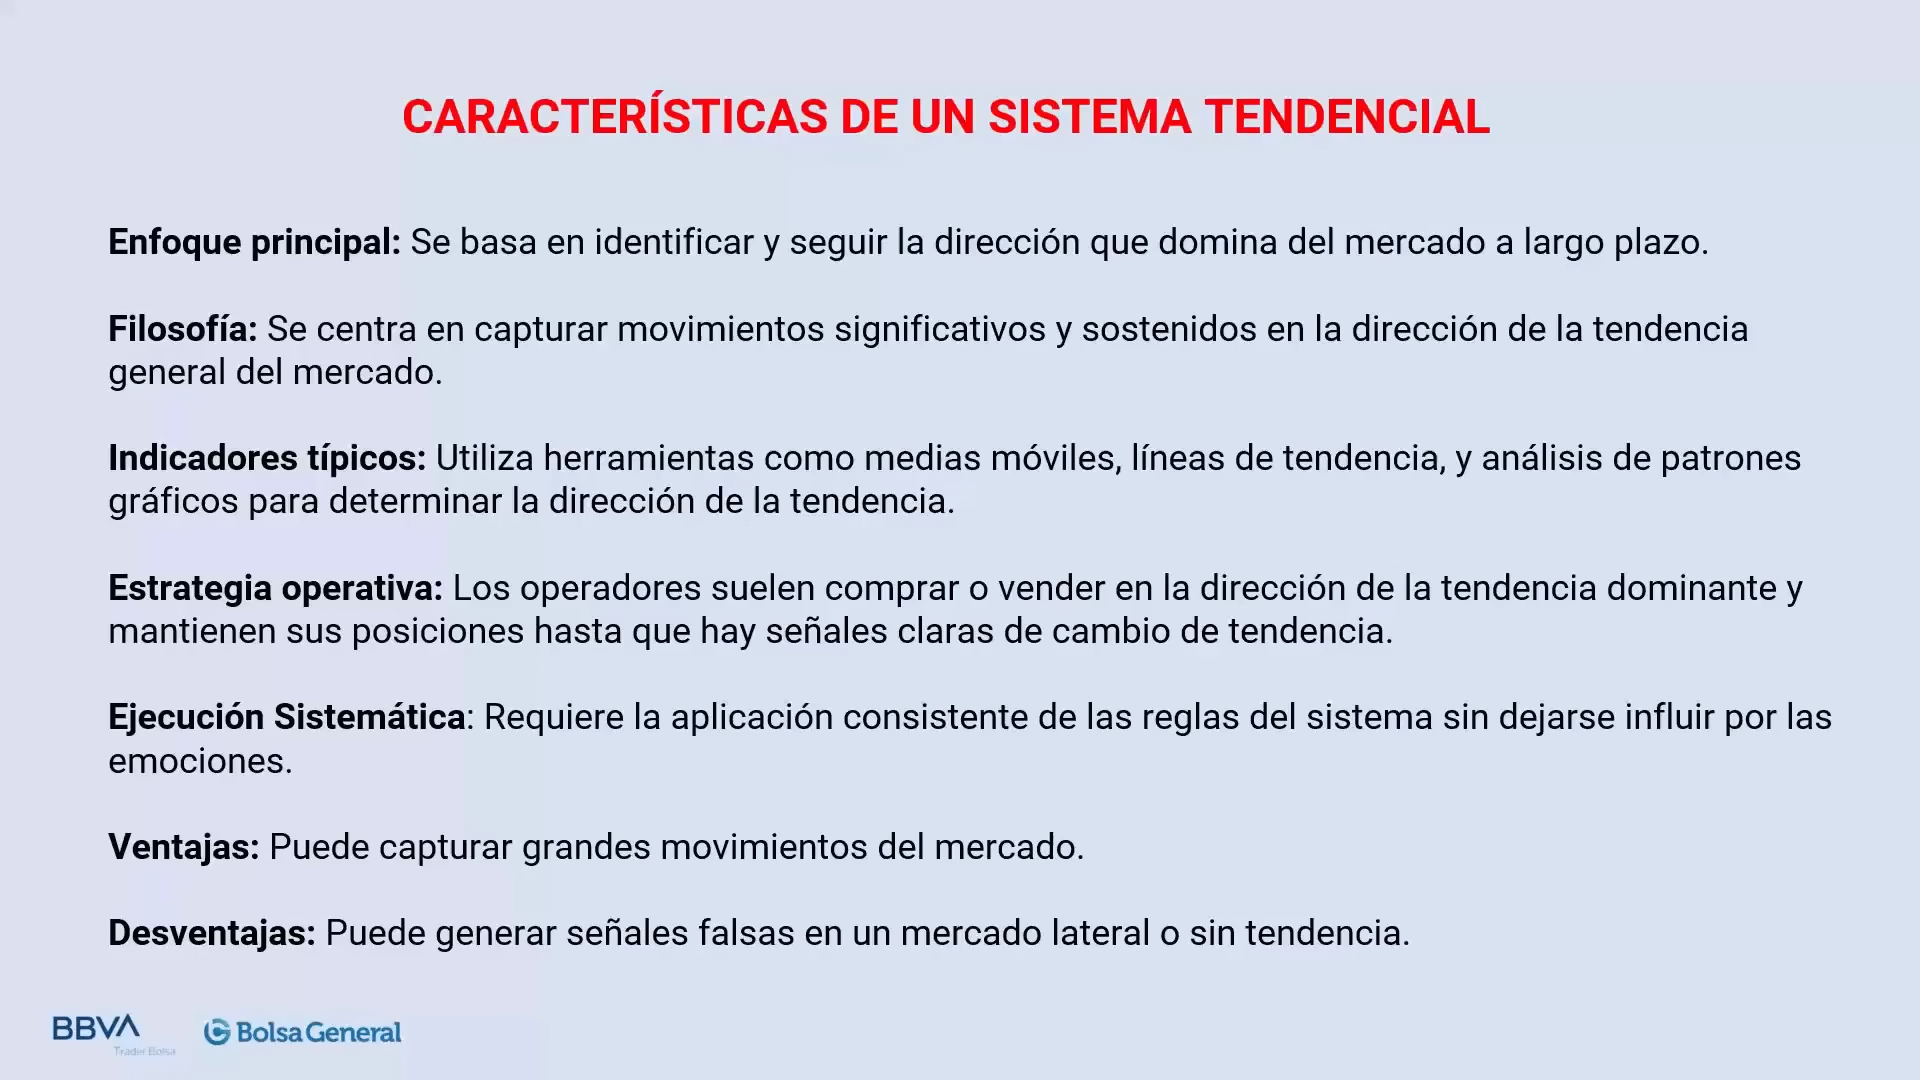 CARACTERÍSTICAS DE UN SISTEMA TENDENCIAL
Enfoque principal: Se basa en identificar y seguir la dirección que domina del mercado a largo plazo.
Filosofía: Se centra en capturar movimientos significativos y sostenidos en la dirección de la tendencia
general del mercado.
Indicadores típicos: Utiliza herramientas como medias móviles, líneas de tendencia, y análisis de patrones
gráficos para determinar la dirección de la tendencia.
Estrategia operativa: Los operadores suelen comprar o vender en la dirección de la tendencia dominante y
mantienen sus posiciones hasta que hay señales claras de cambio de tendencia.
Ejecución Sistemática: Requiere la aplicación consistente de las reglas del sistema sin dejarse influir por las
emociones.
Ventajas: Puede capturar grandes movimientos del mercado.
Desventajas: Puede generar señales falsas en un mercado lateral o sin tendencia.
BBVA
Trader Bolsa
Bolsa General